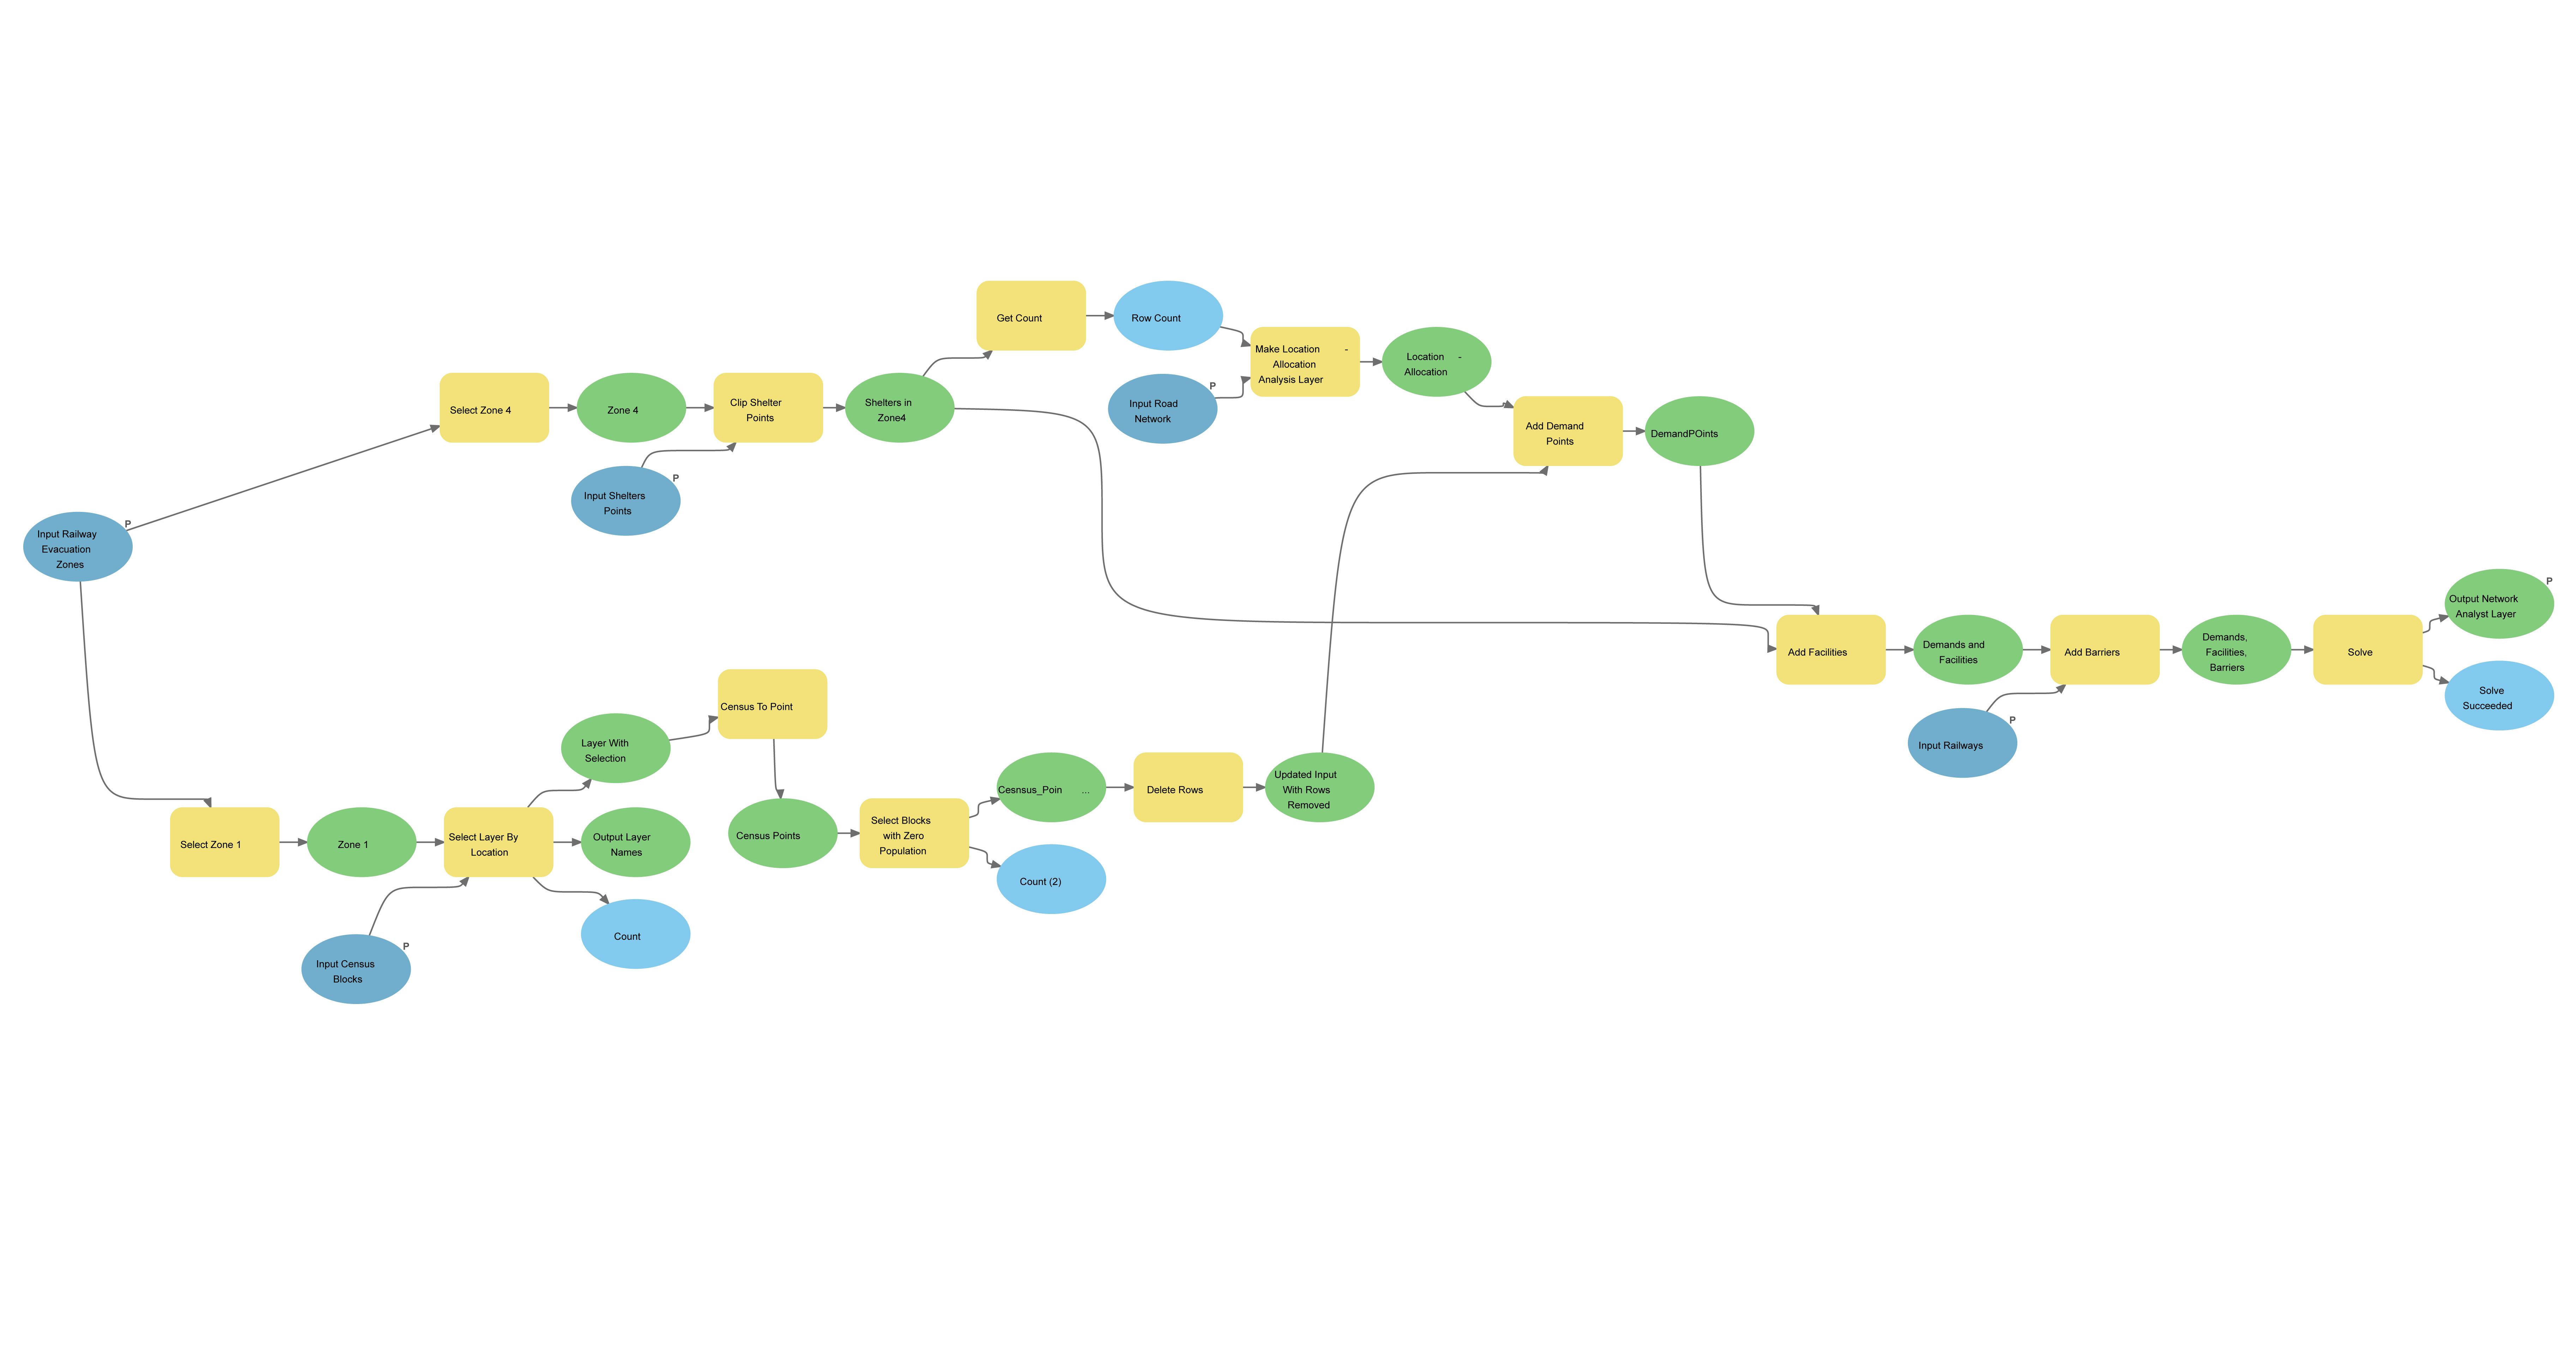 Get Count
Row Count
Make Location -
Allocation
Analysis Layer
Location -
Allocation
Select Zone 4
Zone 4
Clip Shelter
Points
Shelters in
Zone4
P
Input Road
Network
Add Demand
Points
DemandPOints
P
Input Shelters
Points
P
Input Railway
Evacuation
Zones
P
Output Network
Analyst Layer
Add Facilities
Demands and
Facilities
Add Barriers
Demands,
Facilities,
Barriers
Solve
Solve
Succeeded
P
Input Railways
Census To Point
Layer With
Selection
Cesnsus_Poin ...
Delete Rows
Updated Input
With Rows
Removed
Select Zone 1
Zone 1
Select Layer By
Location
Output Layer
Names
Census Points
Select Blocks
with Zero
Population
Count (2)
Count
P
Input Census
Blocks